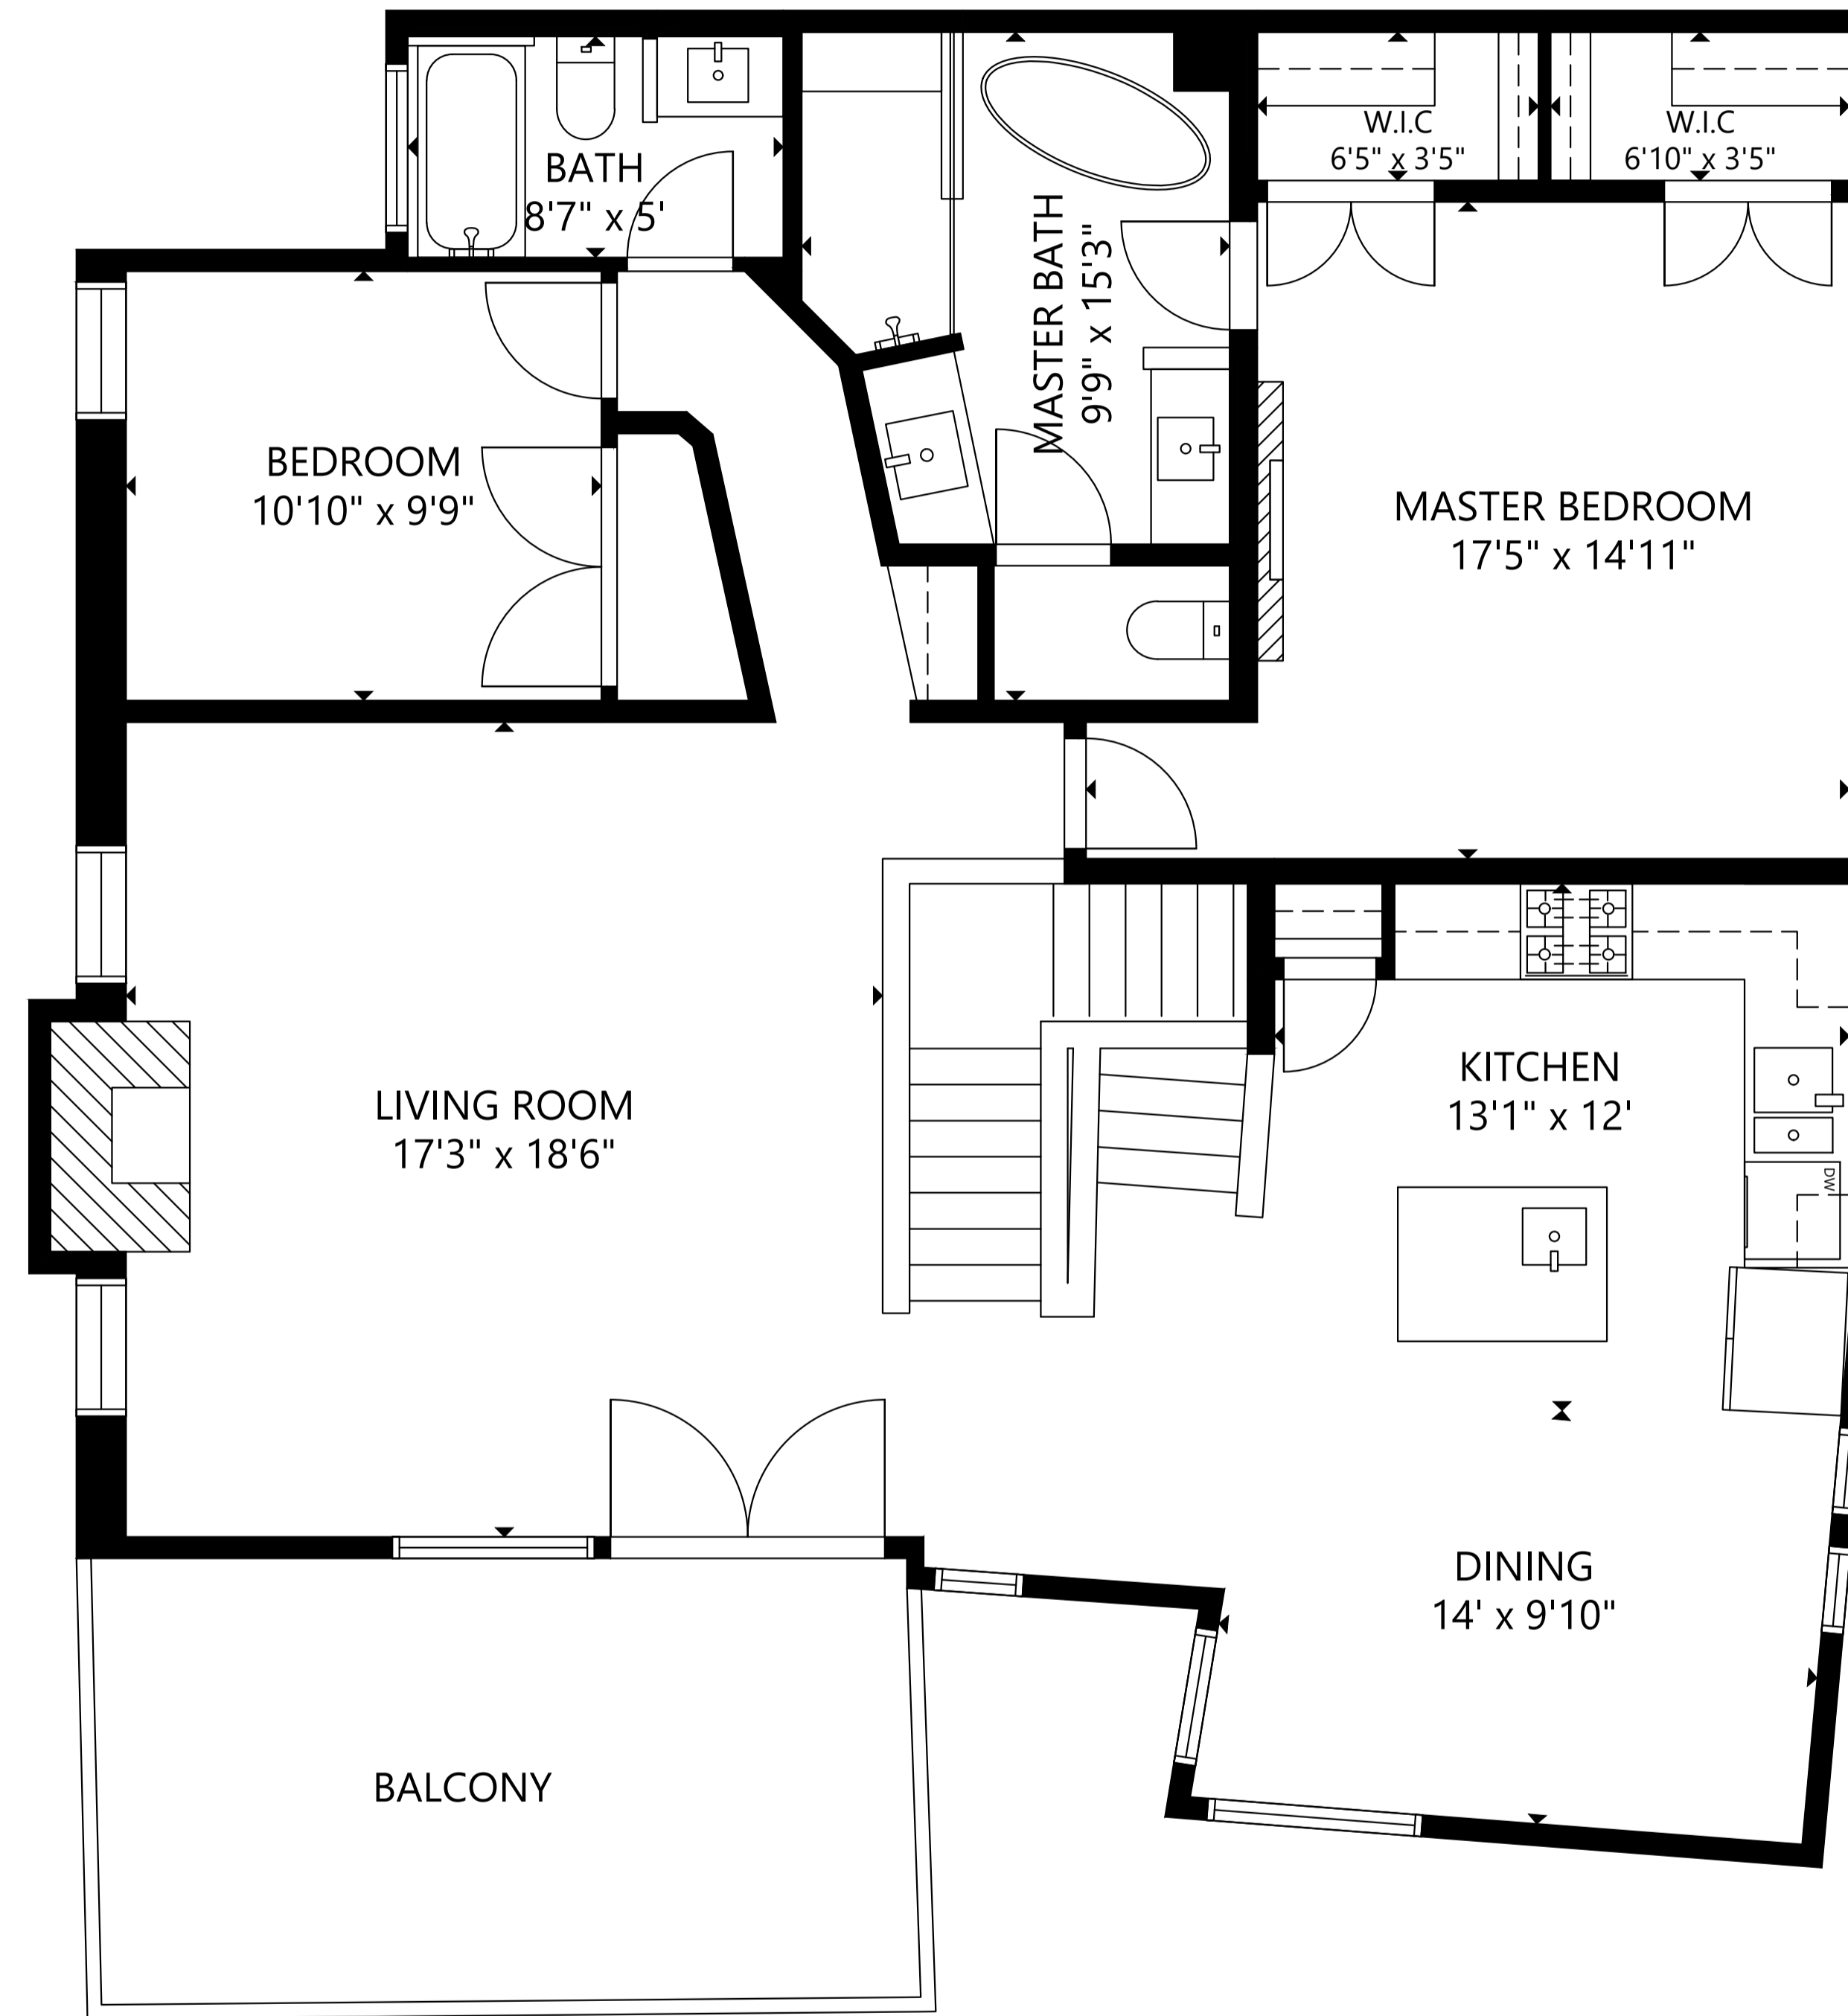 W.I.C
6'5" x 3'5"
W.I.C
6'10" x 3'5"
BATH
8'7" x 5'
MASTER BATH
9'9" x 15'3"
BEDROOM
10'10" x 9'9"
MASTER BEDROOM
17'5" x 14'11"
LIVING ROOM
17'3" x 18'6"
KITCHEN
13'1" x 12'
DW
DINING
14' x 9'10"
BALCONY